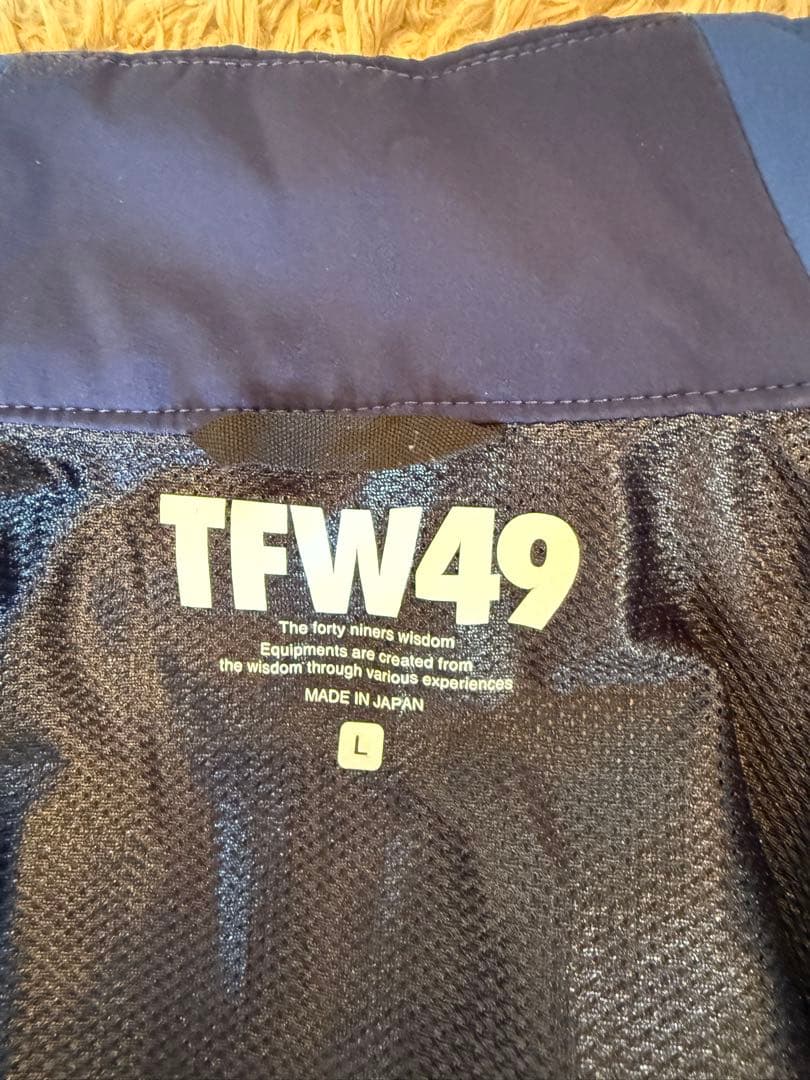 TFW49
The forty niners wisdom
Equipments are created from
the wisdom through various experiences
MADE IN JAPAN
L